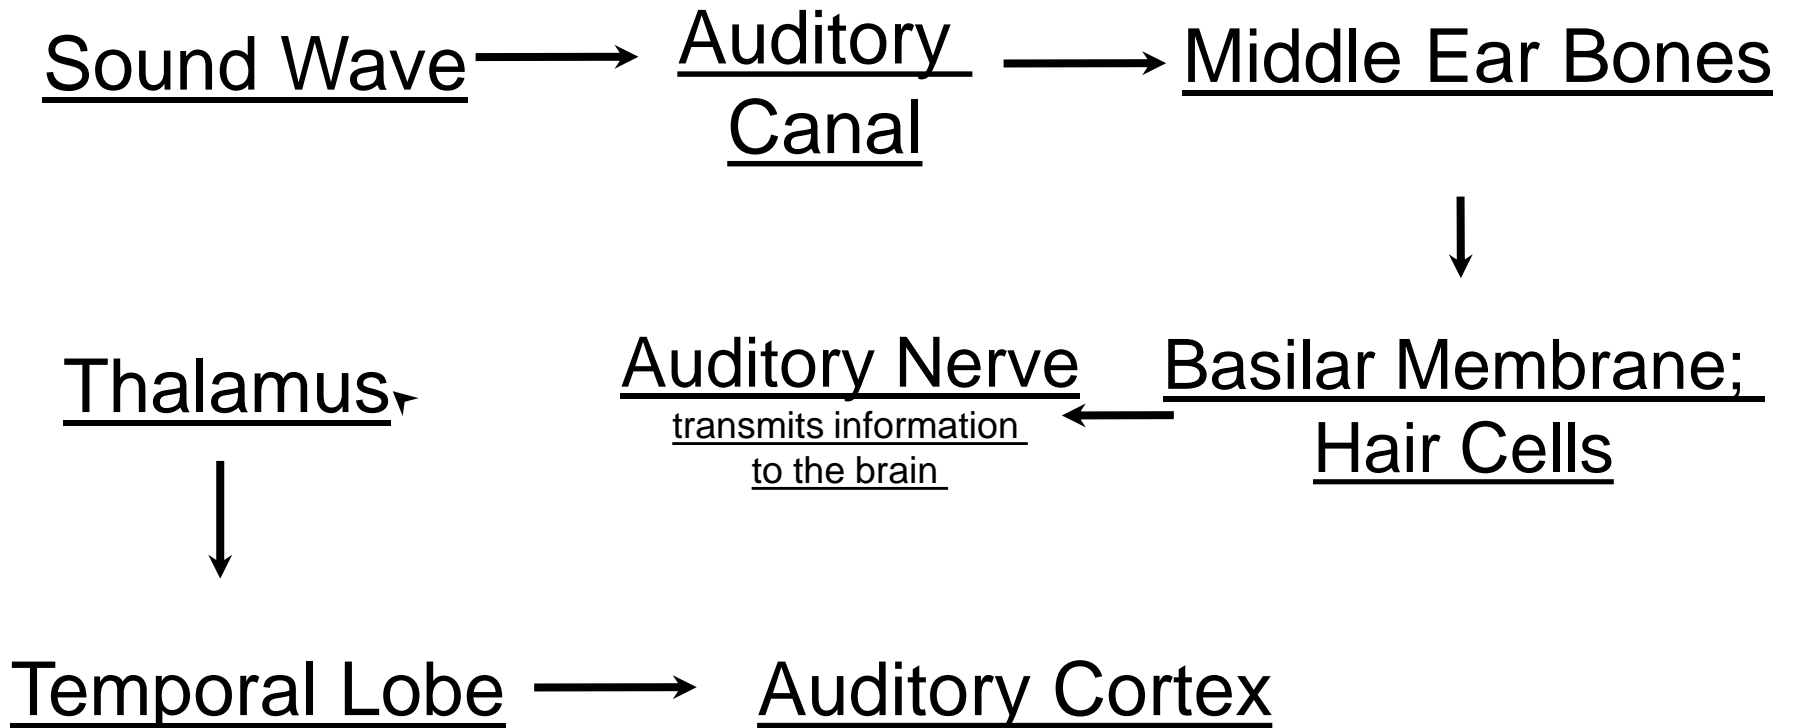 Sound Wave
Auditory
Canal
Middle Ear Bones
Basilar Membrane;
Hair Cells
Auditory Nerve
transmits information
to the brain
Thalamus
Temporal Lobe
Auditory Cortex